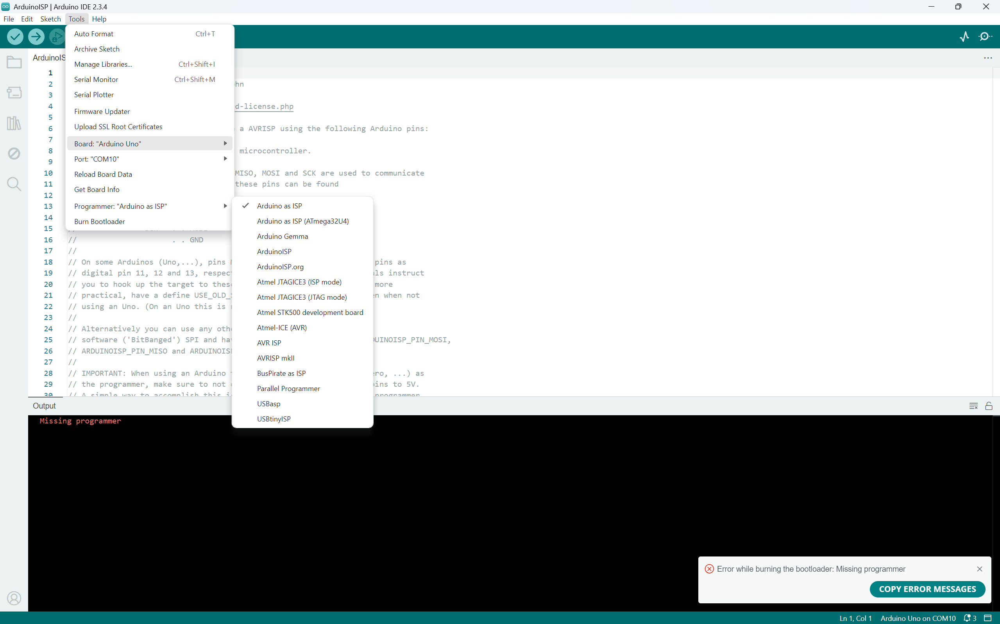 ArduinoISP | Arduino IDE 2.3.4
File Edit Sketch Tools Help
Auto Format Ctrl+T
Archive Sketch
Manage Libraries... Ctrl+Shift+I
Serial Monitor Ctrl+Shift+M
Serial Plotter
Firmware Updater
Upload SSL Root Certificates
Board: "Arduino Uno"
Port: "COM10"
Reload Board Data
Get Board Info
Programmer: "Arduino as ISP"
Burn Bootloader
Arduino as ISP
Arduino as ISP (ATmega32U4)
Arduino Gemma
ArduinoISP
ArduinoISP.org
Atmel JTAGICE3 (ISP mode)
Atmel JTAGICE3 (JTAG mode)
Atmel STK500 development board
Atmel-ICE (AVR)
AVR ISP
AVRISP mkII
BusPirate as ISP
Parallel Programmer
USBasp
USBtinyISP
ArduinoIS
1
2 hn
3
4 d-license.php
5
6 a AVRISP using the following Arduino pins:
7
8 microcontroller.
9
10 MISO, MOSI and SCK are used to communicate
11 these pins can be found
12
13
14
15
16 // . . GND
17 //
18 // On some Arduinos (Uno,...), pins pins as
19 // digital pin 11, 12 and 13, respec ls instruct
20 // you to hook up the target to thes more
21 // practical, have a define USE_OLD_ n when not
22 // using an Uno. (On an Uno this is
23 //
24 // Alternatively you can use any oth
25 // software ('BitBanged') SPI and ha UINOISP_PIN_MOSI,
26 // ARDUINOISP_PIN_MISO and ARDUINOIS
27 //
28 // IMPORTANT: When using an Arduino ro, ...) as
29 // the programmer, make sure to not ins to 5V.
30 // A simple way to accomplish this i programmer
Output
Missing programmer
Error while burning the bootloader: Missing programmer
COPY ERROR MESSAGES
Ln 1, Col 1 Arduino Uno on COM10 3